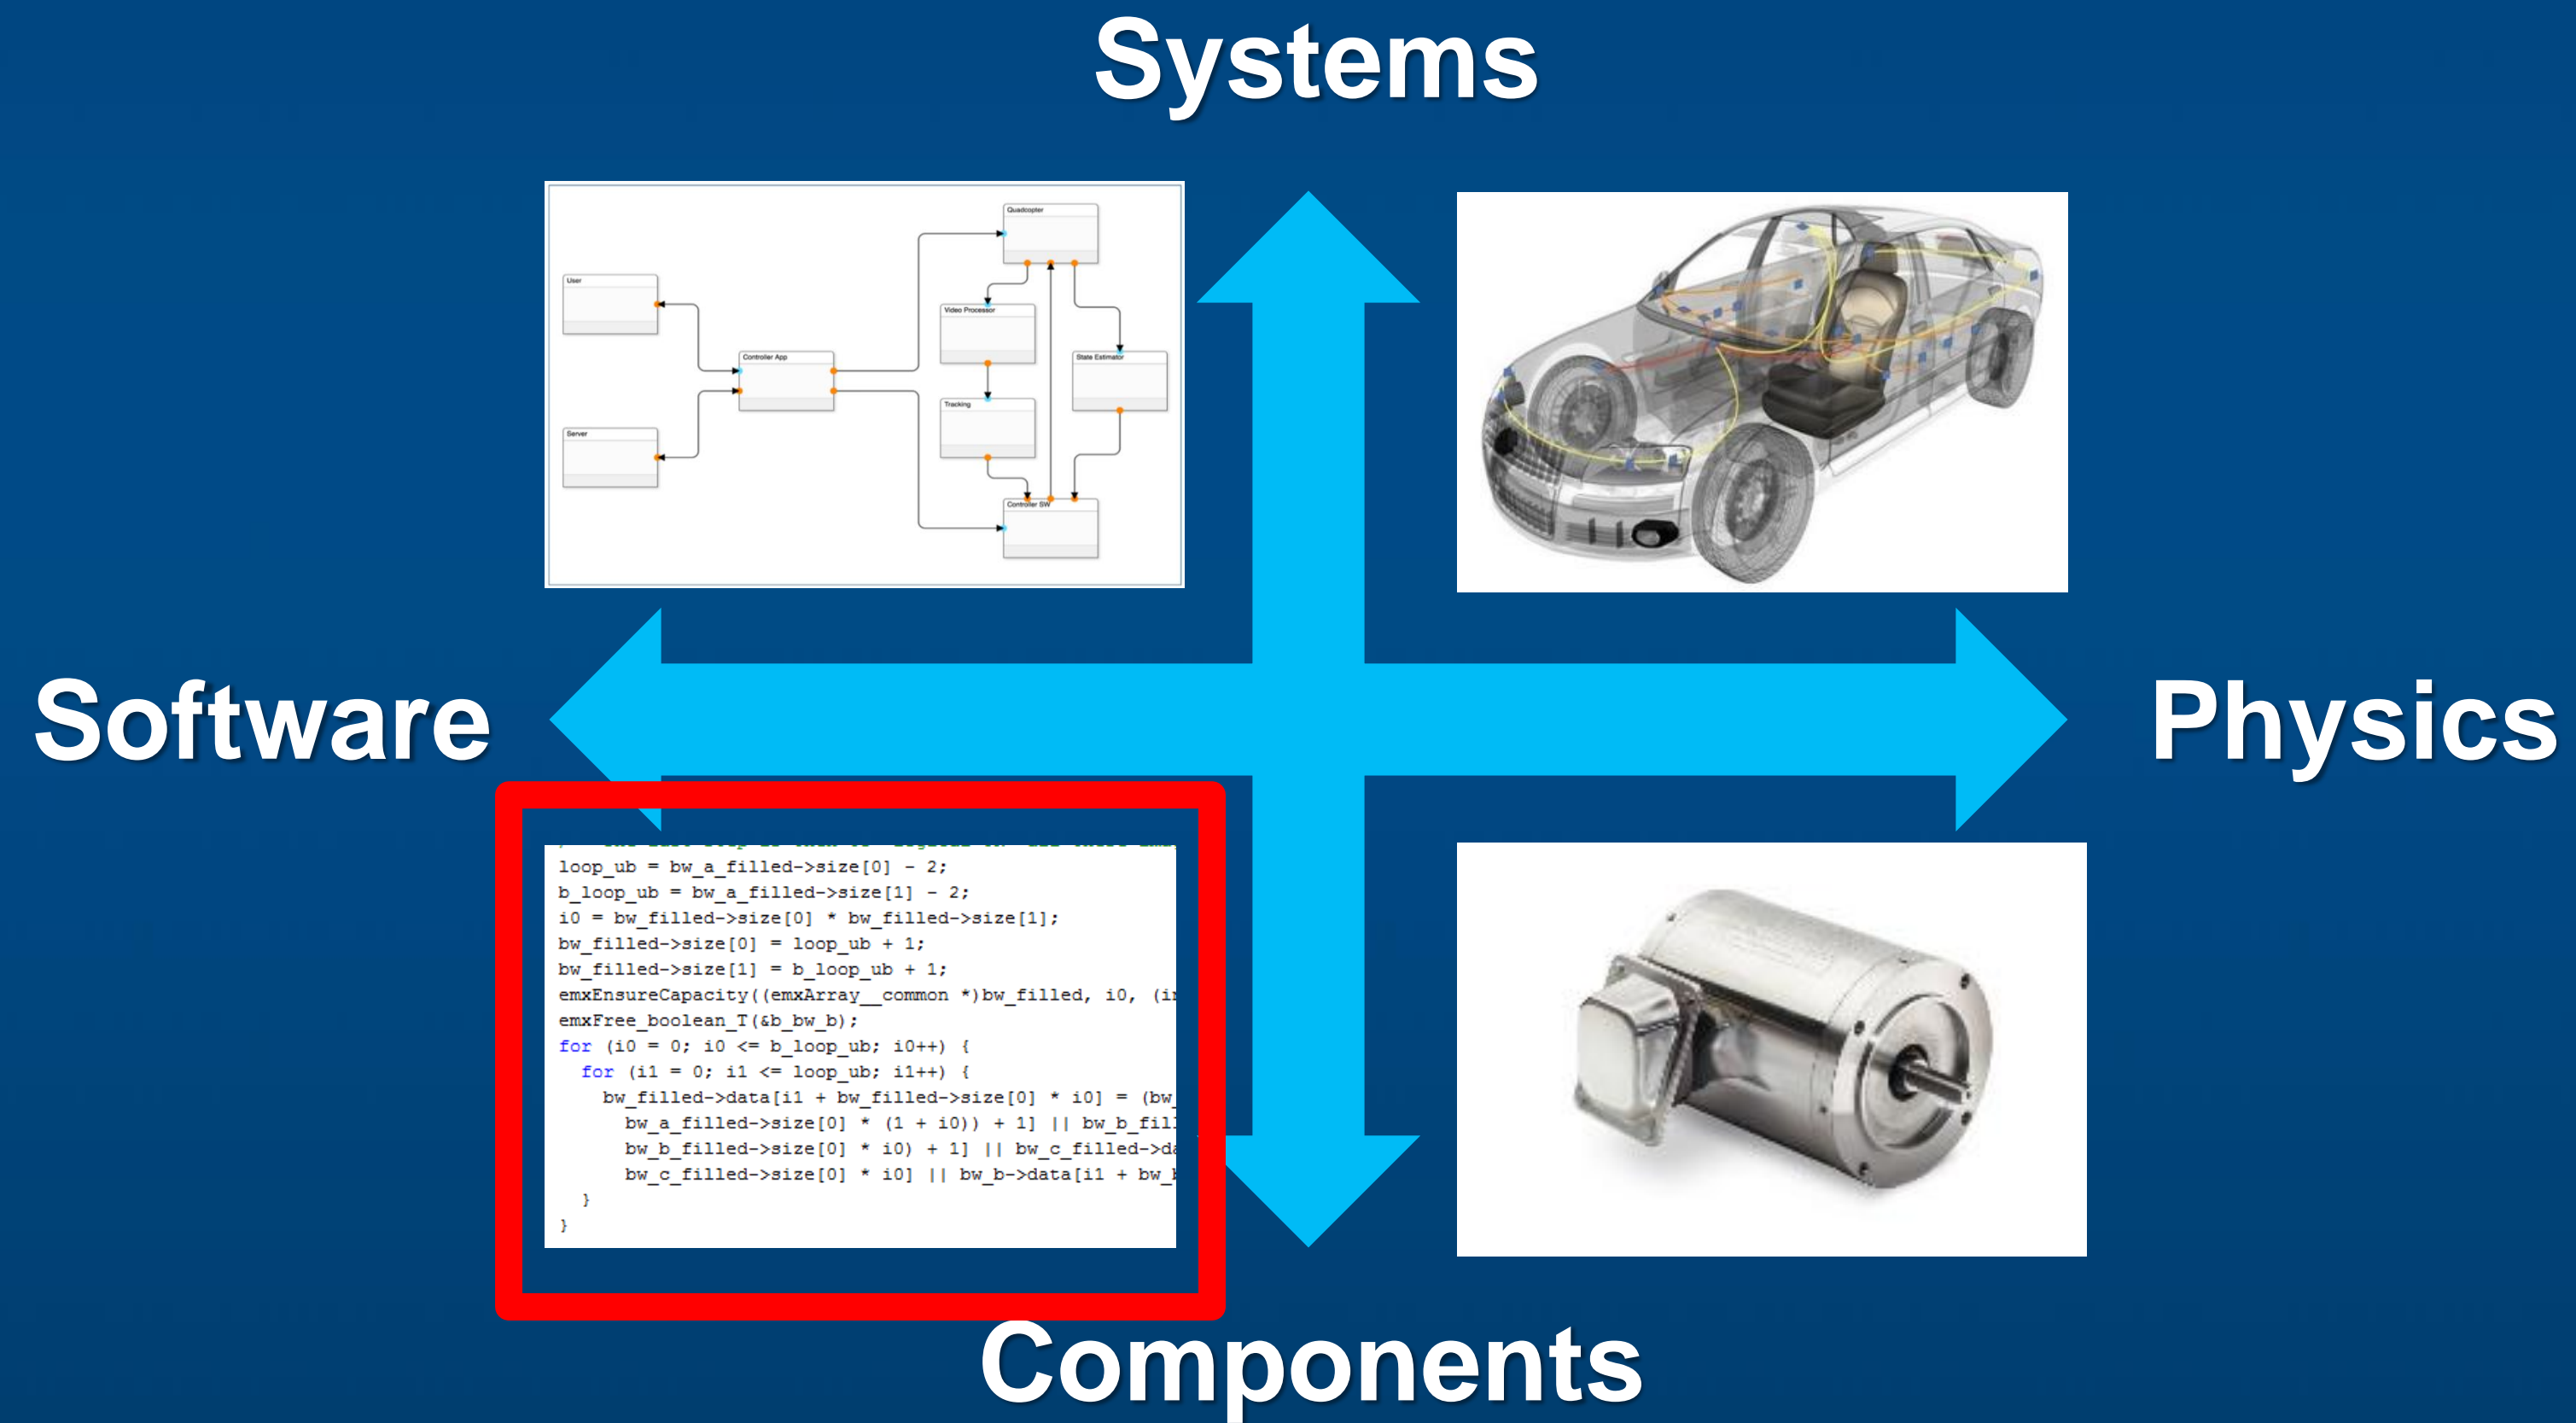 Systems
Quadcopter
User
Video Processor
Controller App
State Estimator
Tracking
Server
Controller SW
Software
Physics
loop_ub = bw_a_filled->size[0] - 2;
b_loop_ub = bw_a_filled->size[1] - 2;
i0 = bw_filled->size[0] * bw_filled->size[1];
bw_filled->size[0] = loop_ub + 1;
bw_filled->size[1] = b_loop_ub + 1;
emxEnsureCapacity((emxArray__common *)bw_filled, i0, (i
emxFree_boolean_T(&b_bw_b);
for (i0 = 0; i0 <= b_loop_ub; i0++) {
for (i1 = 0; i1 <= loop_ub; i1++) {
bw_filled->data[i1 + bw_filled->size[0] * i0] = (bw_
bw_a_filled->size[0] * (1 + i0)) + 1] || bw_b_fill
bw_b_filled->size[0] * i0) + 1] || bw_c_filled->da
bw_c_filled->size[0] * i0] || bw_b->data[i1 + bw_b
}
}
Components